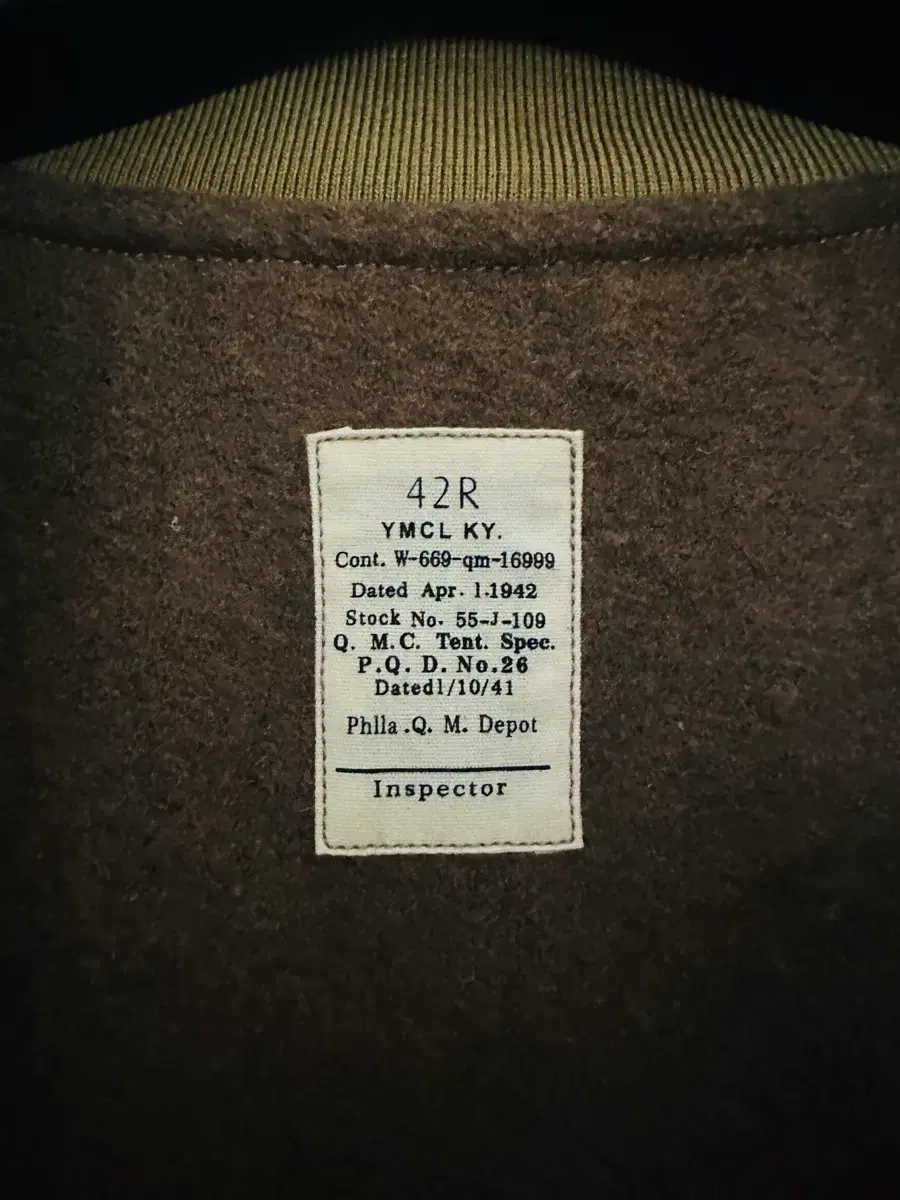 42R
YMCL KY.
Cont. W-669-qm-16999
Dated Apr. 1.1942
Stock No. 55-J-109
Q. M.C. Tent. Spec.
P.Q. D. No.26
Dated1/10/41
Phlla .Q. M. Depot
Inspector